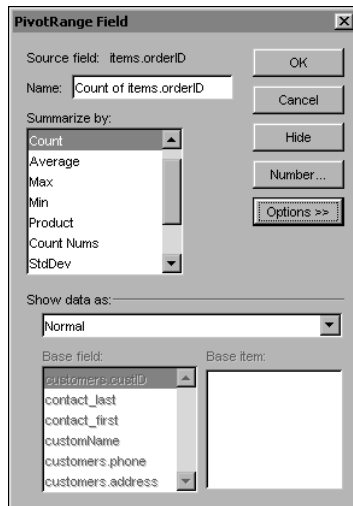 PivotRange Field
Source field: items.orderID
OK
Name: Count of items.orderID
Cancel
Summarize by:
Hide
Count
Average
Max
Number...
Min
Product
Options >>
Count Nums
StdDev
Show data as:
Normal
Base field:
Base item:
customers.custID
contact_last
contact_first
customName
customers.phone
customers.address